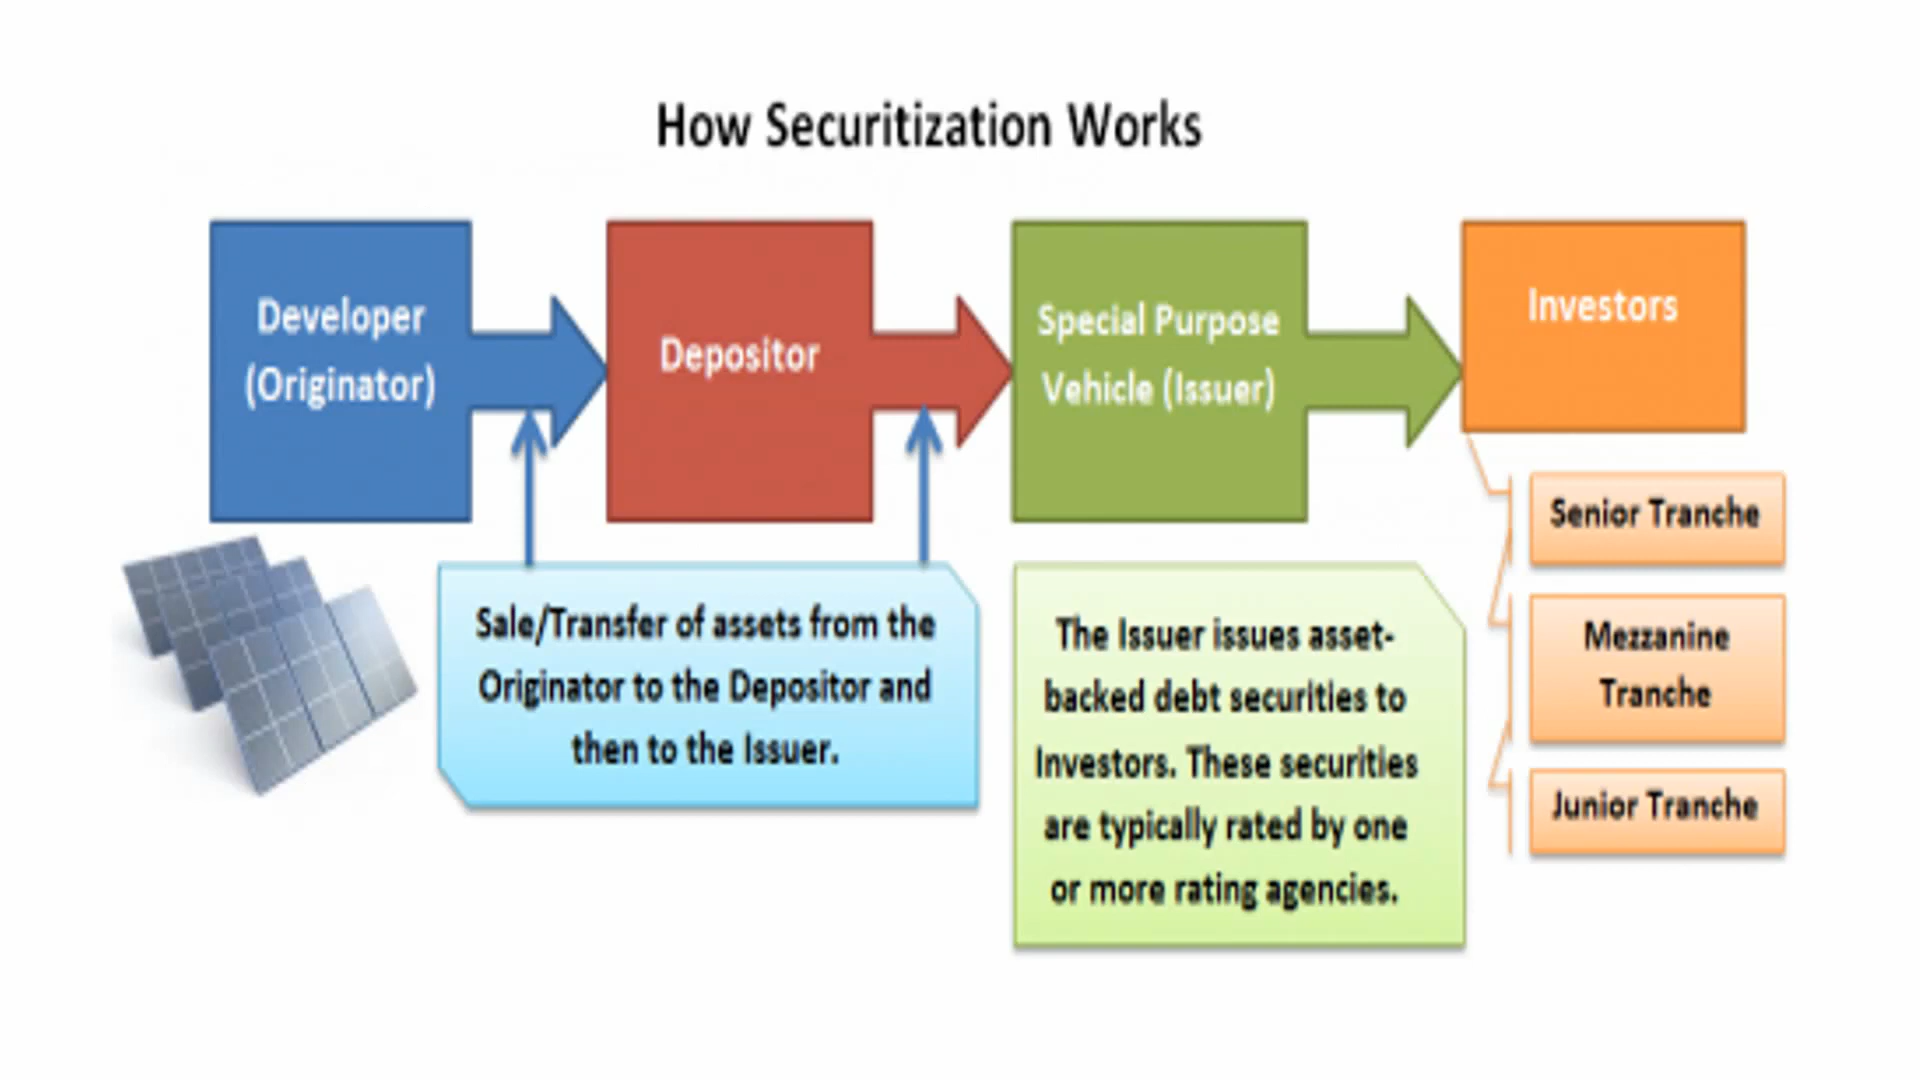 How Securitization Works
Developer
(Originator)
Depositor
Special Purpose
Vehicle (Issuer)
Investors
Senior Tranche
Mezzanine
Tranche
Junior Tranche
Sale/Transfer of assets from the
Originator to the Depositor and
then to the Issuer.
The Issuer issues asset-
backed debt securities to
Investors. These securities
are typically rated by one
or more rating agencies.